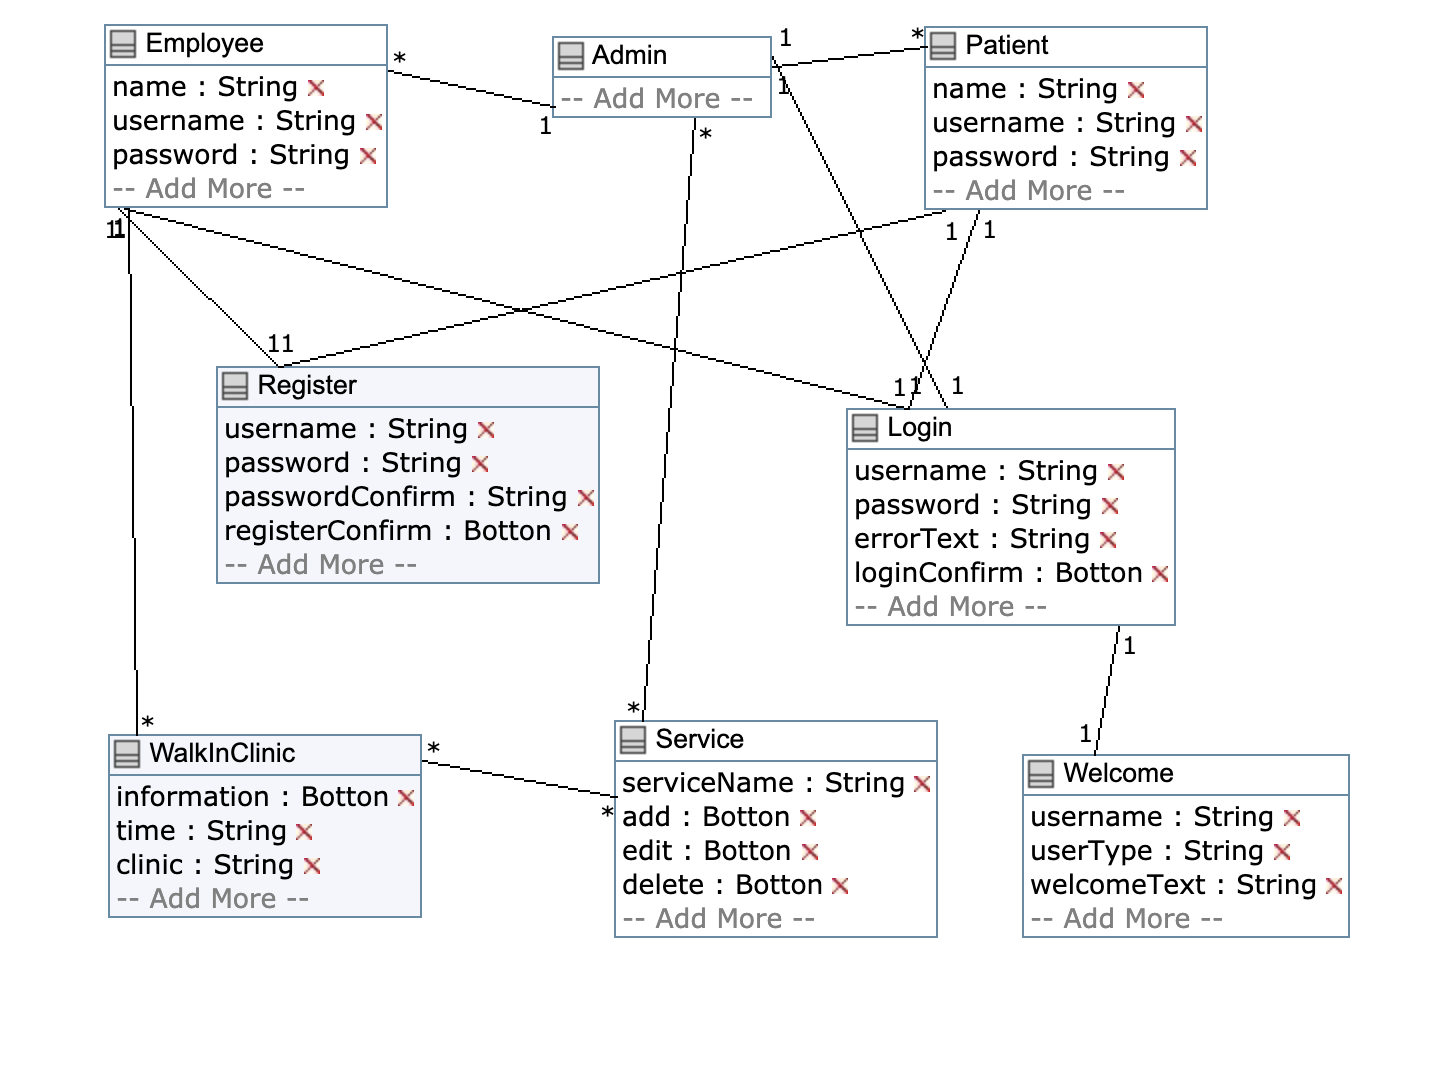 Employee
name : String
username : String
password : String
-- Add More --
*
1
Admin
-- Add More --
1
1
*
*
Patient
name : String
username : String
password : String
-- Add More --
11
1
1
11
Register
username : String
password : String
passwordConfirm : String
registerConfirm : Botton
-- Add More --
11
1
Login
username : String
password : String
errorText : String
loginConfirm : Botton
-- Add More --
1
1
*
WalkInClinic
information : Botton
time : String
clinic : String
-- Add More --
*
*
*
Service
serviceName : String
add : Botton
edit : Botton
delete : Botton
-- Add More --
Welcome
username : String
userType : String
welcomeText : String
-- Add More --